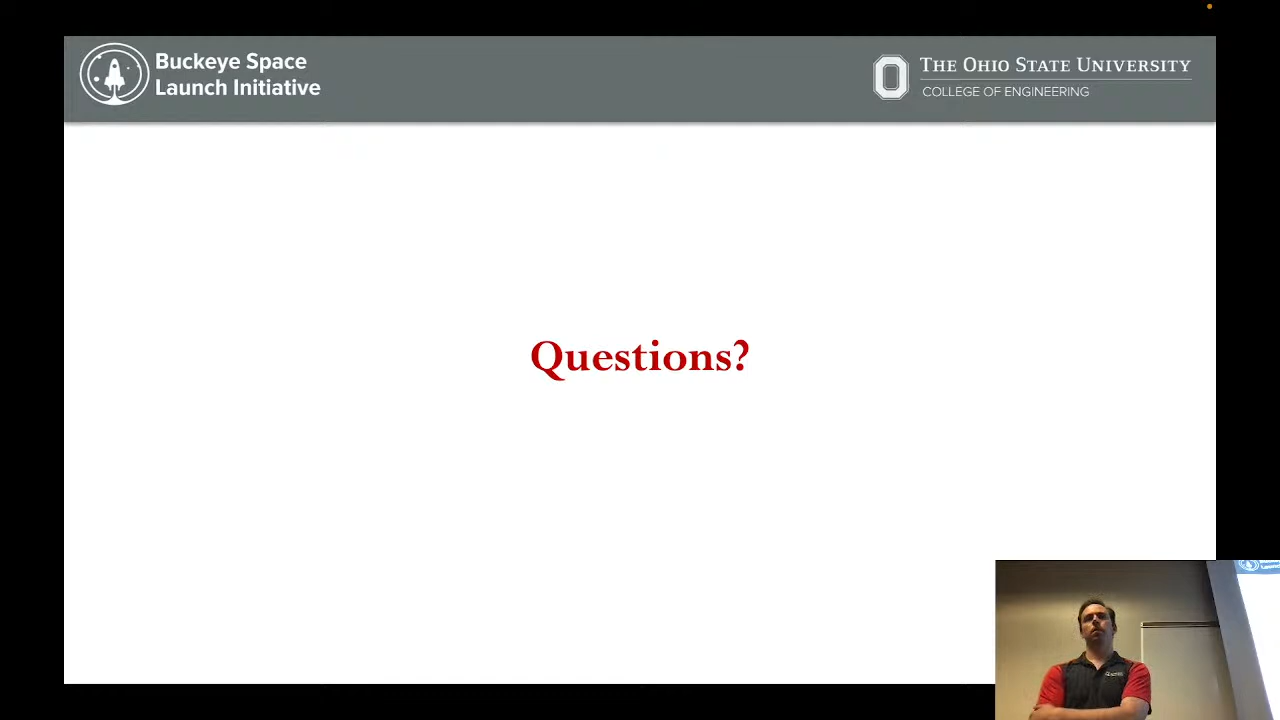 Buckeye Space
Launch Initiative
THE OHIO STATE UNIVERSITY
COLLEGE OF ENGINEERING
Questions?